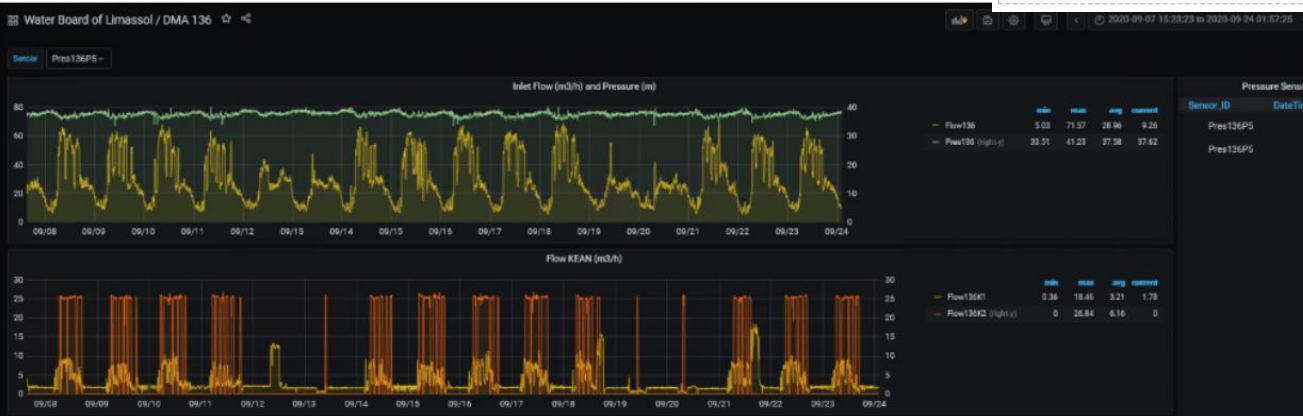 Water Board of Limassol / DMA 136
2020-09-07 15:23:23 to 2020-09-24 01:57:25
Sensor Pres136P5
Inlet Flow (m3/h) and Pressure (m)
Pressure Senso
Sensor_ID DateTim
Pres136P5
Pres136P5
min max avg current
Flow136 5.03 71.57 28.96 9.26
Pres136 (right-y) 33.51 41.23 37.58 37.62
80 40
60 30
40 20
20 10
0 0
09/08 09/09 09/10 09/11 09/12 09/13 09/14 09/15 09/16 09/17 09/18 09/19 09/20 09/21 09/22 09/23 09/24
Flow KEAN (m3/h)
min max avg current
Flow136K1 0.36 18.46 3.21 1.78
Flow136K2 (right-y) 0 26.84 6.16 0
30 30
25 25
20 20
15 15
10 10
5 5
0 0
09/08 09/09 09/10 09/11 09/12 09/13 09/14 09/15 09/16 09/17 09/18 09/19 09/20 09/21 09/22 09/23 09/24